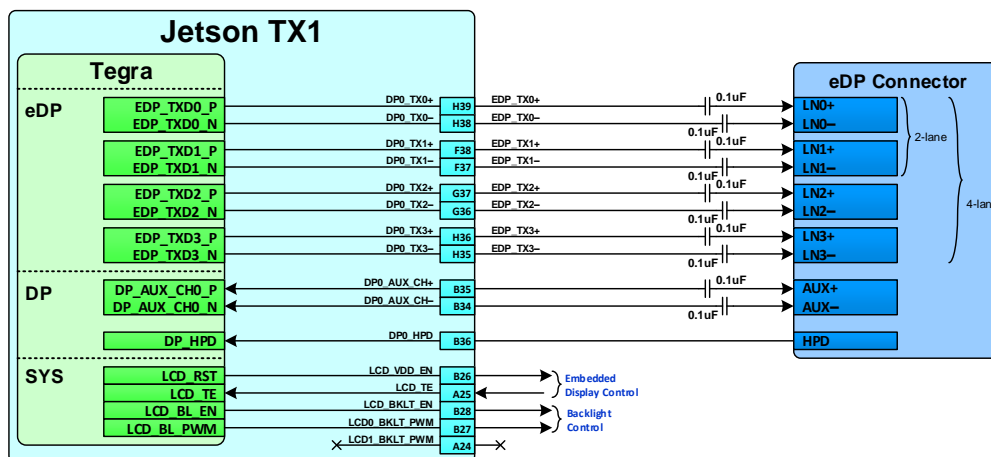 Jetson TX1
Tegra
eDP Connector
eDP
EDP_TXD0_P DP0_TX0+ H39 EDP_TX0+ 0.1uF LN0+
EDP_TXD0_N DP0_TX0– H38 EDP_TX0– 0.1uF LN0–
2-lane
EDP_TXD1_P DP0_TX1+ F38 EDP_TX1+ 0.1uF LN1+
EDP_TXD1_N DP0_TX1– F37 EDP_TX1– 0.1uF LN1–
EDP_TXD2_P DP0_TX2+ G37 EDP_TX2+ 0.1uF LN2+
EDP_TXD2_N DP0_TX2– G36 EDP_TX2– 0.1uF LN2–
4-lan
EDP_TXD3_P DP0_TX3+ H36 EDP_TX3+ 0.1uF LN3+
EDP_TXD3_N DP0_TX3– H35 EDP_TX3– 0.1uF LN3–
DP
DP_AUX_CH0_P DP0_AUX_CH+ B35 0.1uF AUX+
DP_AUX_CH0_N DP0_AUX_CH– B34 0.1uF AUX–
DP_HPD DP0_HPD B36 HPD
SYS
LCD_RST LCD_VDD_EN B26 Embedded
LCD_TE LCD_TE A25 Display Control
LCD_BL_EN LCD_BKLT_EN B28 Backlight
LCD_BL_PWM LCD0_BKLT_PWM B27 Control
LCD1_BKLT_PWM A24